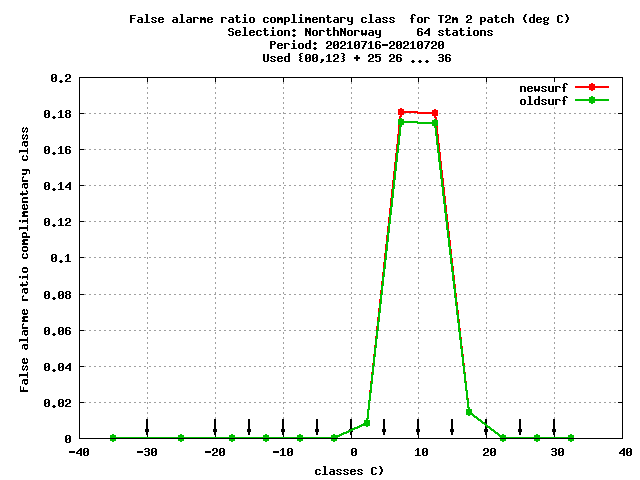 False alarme ratio complimentary class  for T2m 2 patch (deg C)
Selection: NorthNorway     64 stations
Period: 20210716-20210720
Used {00,12} + 25 26 ... 36
newsurf
oldsurf
False alarme ratio complimentary class
0.2
0.18
0.16
0.14
0.12
0.1
0.08
0.06
0.04
0.02
0
-40 -30 -20 -10 0 10 20 30 40
classes C)